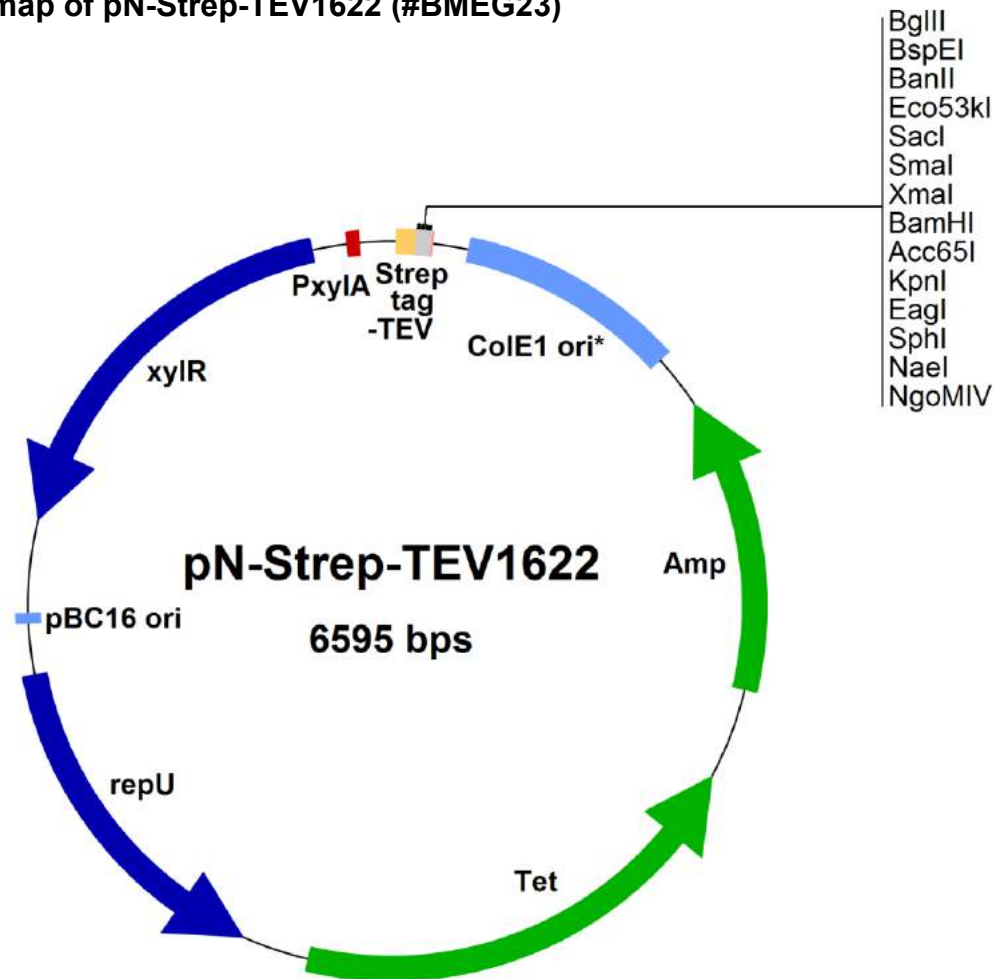 map of pN-Strep-TEV1622 (#BMEG23)
BglII
BspEI
BanII
Eco53kI
SacI
SmaI
XmaI
BamHI
Acc65I
KpnI
EagI
SphI
NaeI
NgoMIV
PxylA
Strep
tag
-TEV
ColE1 ori*
xylR
pN-Strep-TEV1622
6595 bps
Amp
pBC16 ori
repU
Tet